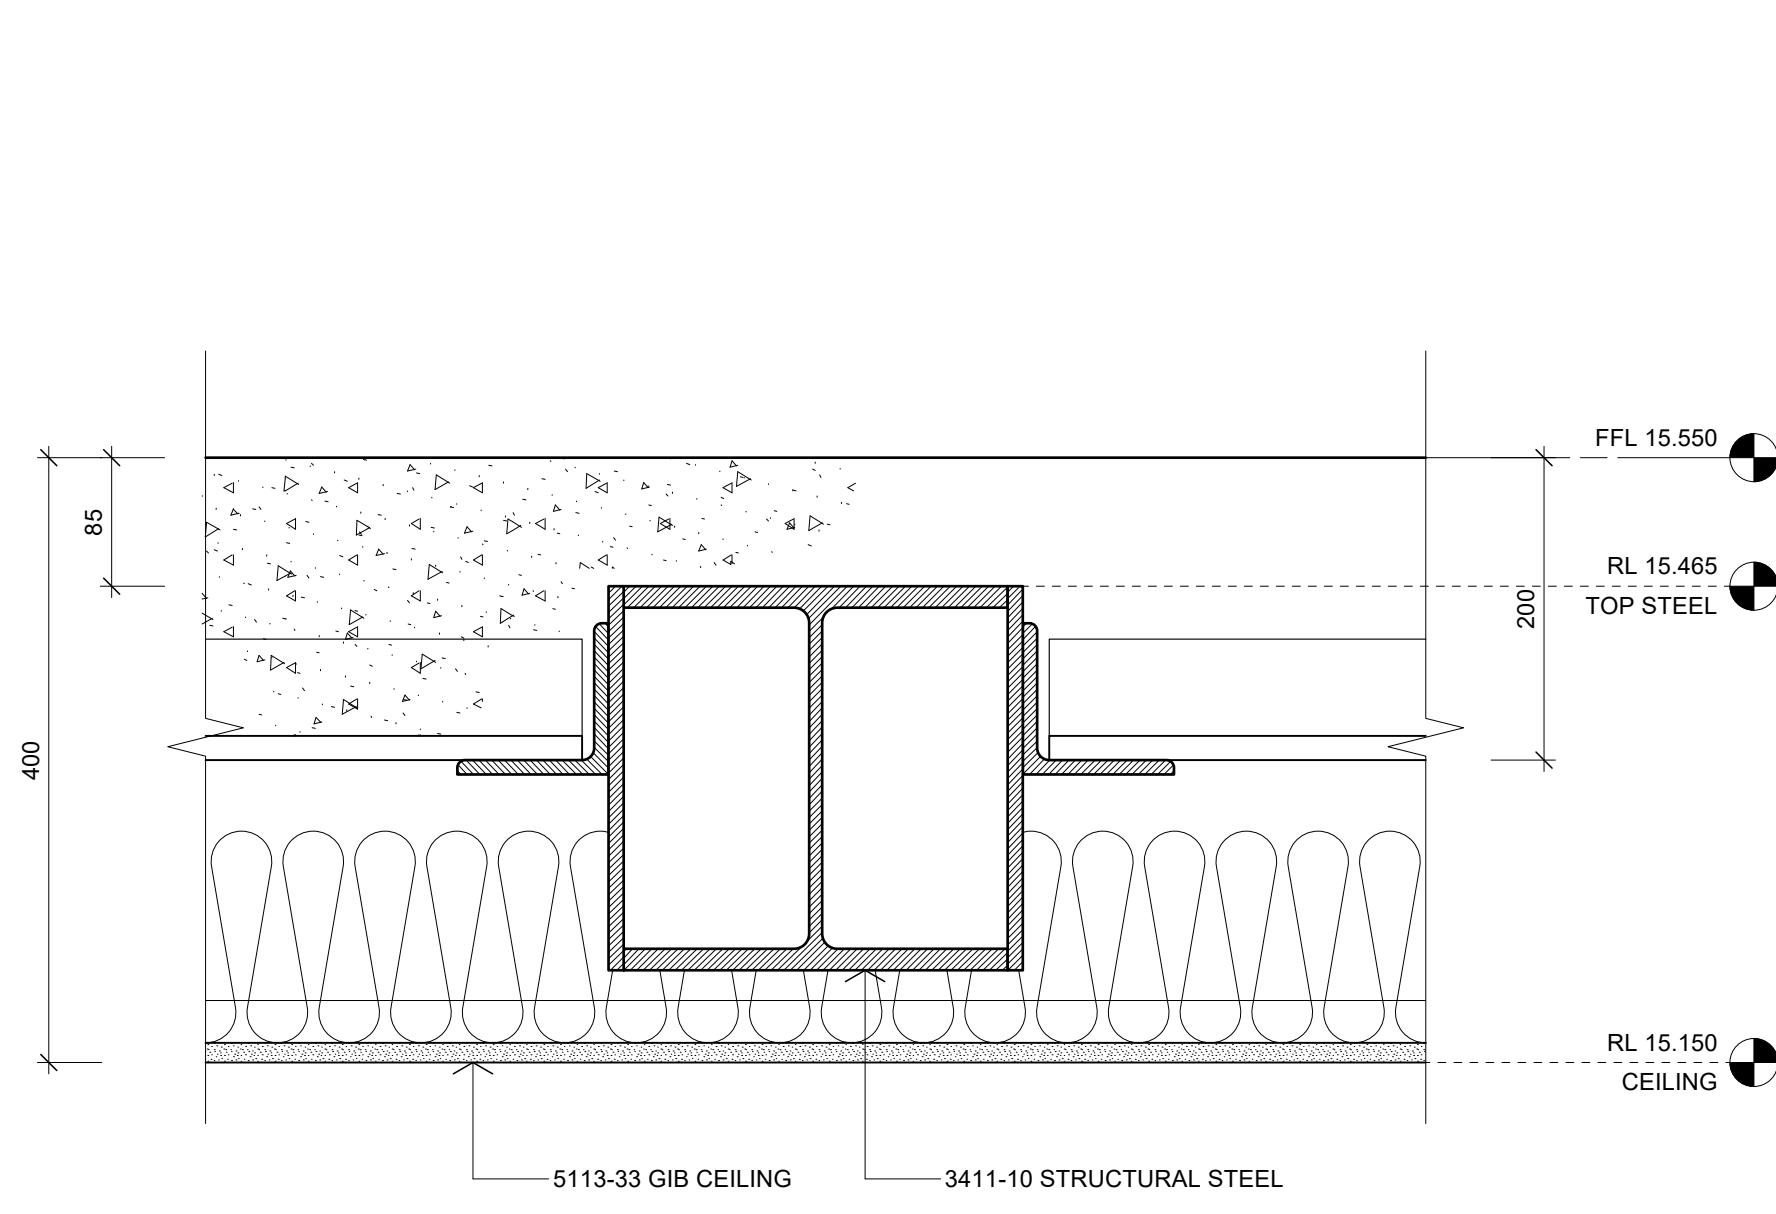 FFL 15.550
85
RL 15.465
TOP STEEL
200
400
RL 15.150
CEILING
5113-33 GIB CEILING
3411-10 STRUCTURAL STEEL